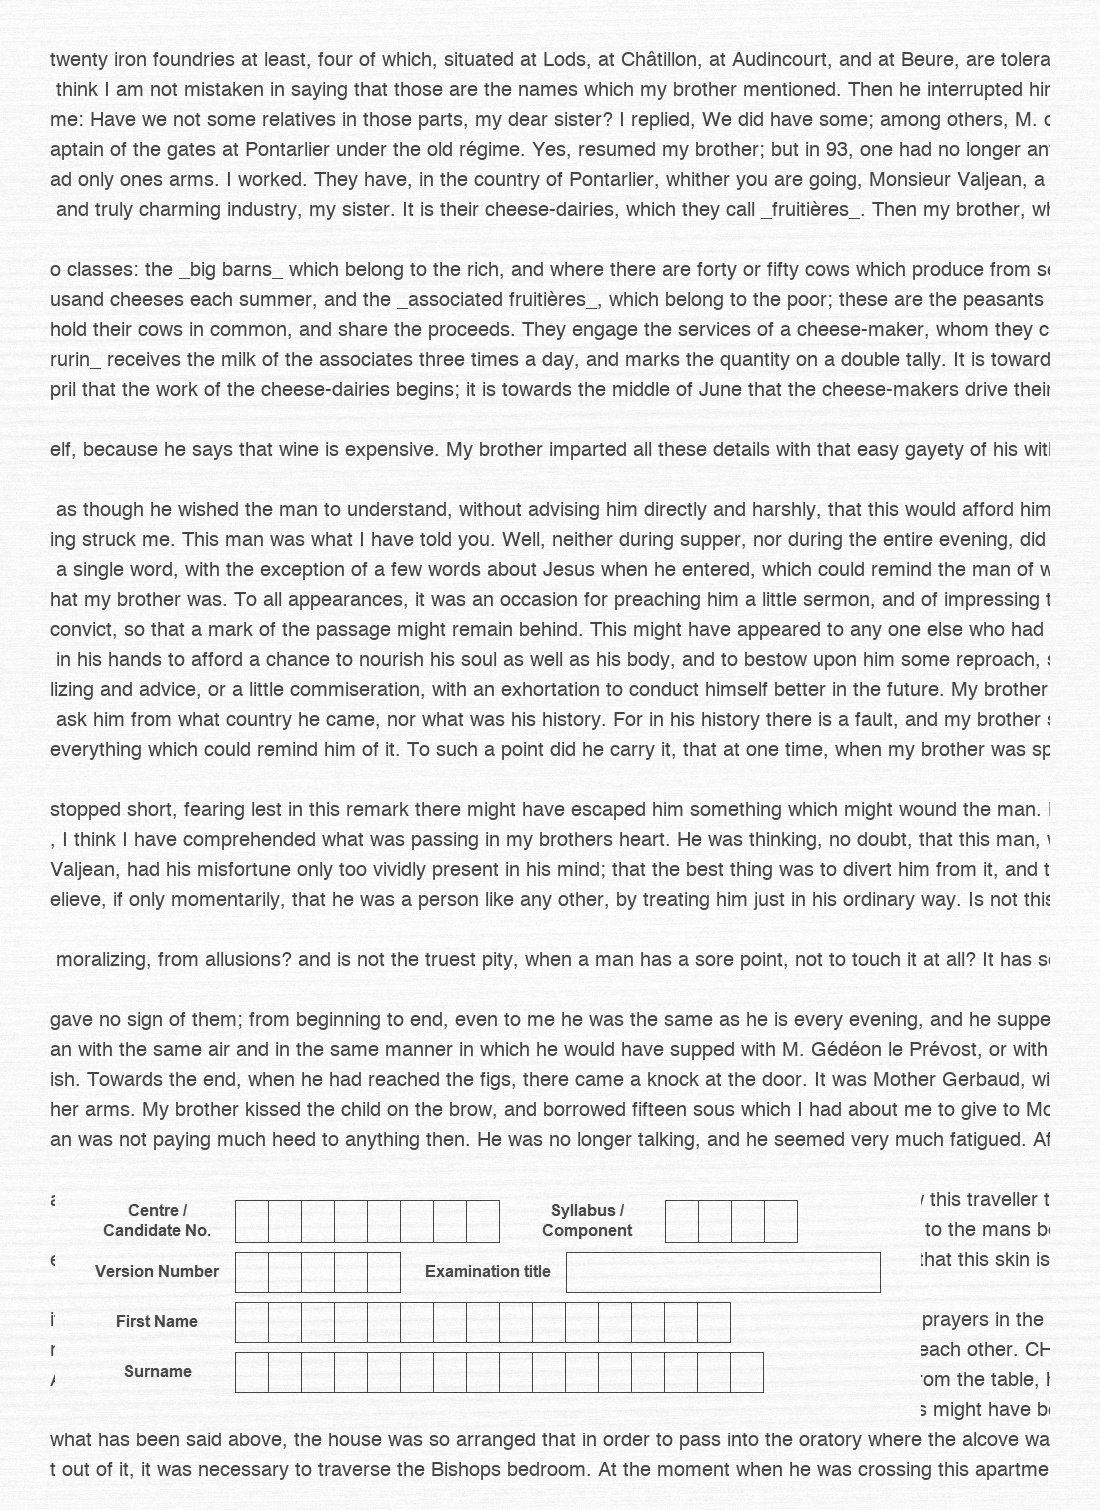 twenty iron foundries at least, four of which, situated at Lods, at Châtillon, at Audincourt, and at Beure, are tolera
think I am not mistaken in saying that those are the names which my brother mentioned. Then he interrupted
me: Have we not some relatives in those parts, my dear sister? I replied, We did have some; among others, M.
aptain of the gates at Pontarlier under the old régime. Yes, resumed my brother; but in 93, one had no longer
ad only ones arms. I worked. They have, in the country of Pontarlier, whither you are going, Monsieur Valjean, a
and truly charming industry, my sister. It is their cheese-dairies, which they call _fruitières_. Then my brother,
o classes: the _big barns_ which belong to the rich, and where there are forty or fifty cows which produce from
usand cheeses each summer, and the _associated fruitières_, which belong to the poor; these are the peasants
hold their cows in common, and share the proceeds. They engage the services of a cheese-maker, whom they
rurin_ receives the milk of the associates three times a day, and marks the quantity on a double tally. It is toward
pril that the work of the cheese-dairies begins; it is towards the middle of June that the cheese-makers drive their
elf, because he says that wine is expensive. My brother imparted all these details with that easy gayety of his
as though he wished the man to understand, without advising him directly and harshly, that this would afford him
ing struck me. This man was what I have told you. Well, neither during supper, nor during the entire evening, did
a single word, with the exception of a few words about Jesus when he entered, which could remind the man of
hat my brother was. To all appearances, it was an occasion for preaching him a little sermon, and of impressing
convict, so that a mark of the passage might remain behind. This might have appeared to any one else who had
in his hands to afford a chance to nourish his soul as well as his body, and to bestow upon him some reproach,
lizing and advice, or a little commiseration, with an exhortation to conduct himself better in the future. My brother
ask him from what country he came, nor what was his history. For in his history there is a fault, and my brother
everything which could remind him of it. To such a point did he carry it, that at one time, when my brother was sp
stopped short, fearing lest in this remark there might have escaped him something which might wound the man.
, I think I have comprehended what was passing in my brothers heart. He was thinking, no doubt, that this man,
Valjean, had his misfortune only too vividly present in his mind; that the best thing was to divert him from it, and
elieve, if only momentarily, that he was a person like any other, by treating him just in his ordinary way. Is not this
moralizing, from allusions? and is not the truest pity, when a man has a sore point, not to touch it at all? It has
gave no sign of them; from beginning to end, even to me he was the same as he is every evening, and he suppe
an with the same air and in the same manner in which he would have supped with M. Gédéon le Prévost, or with
ish. Towards the end, when he had reached the figs, there came a knock at the door. It was Mother Gerbaud, wi
her arms. My brother kissed the child on the brow, and borrowed fifteen sous which I had about me to give to
an was not paying much heed to anything then. He was no longer talking, and he seemed very much fatigued.
this traveller
Centre / Candidate No.
Syllabus / Component
to the mans
Version Number
Examination title
that this skin is
First Name
prayers in the
each other.
Surname
rom the table,
might have
what has been said above, the house was so arranged that in order to pass into the oratory where the alcove wa
t out of it, it was necessary to traverse the Bishops bedroom. At the moment when he was crossing this apartme